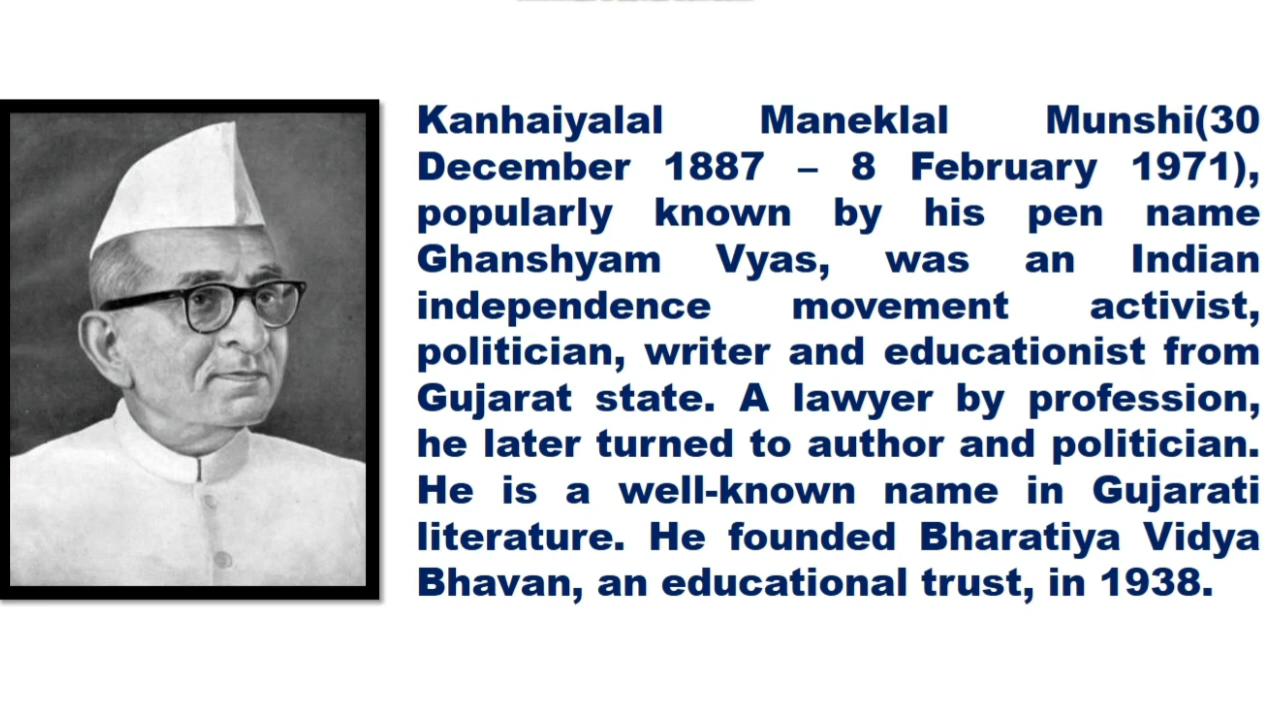 Kanhaiyalal Maneklal Munshi(30
December 1887 – 8 February 1971),
popularly known by his pen name
Ghanshyam Vyas, was an Indian
independence movement activist,
politician, writer and educationist from
Gujarat state. A lawyer by profession,
he later turned to author and politician.
He is a well-known name in Gujarati
literature. He founded Bharatiya Vidya
Bhavan, an educational trust, in 1938.